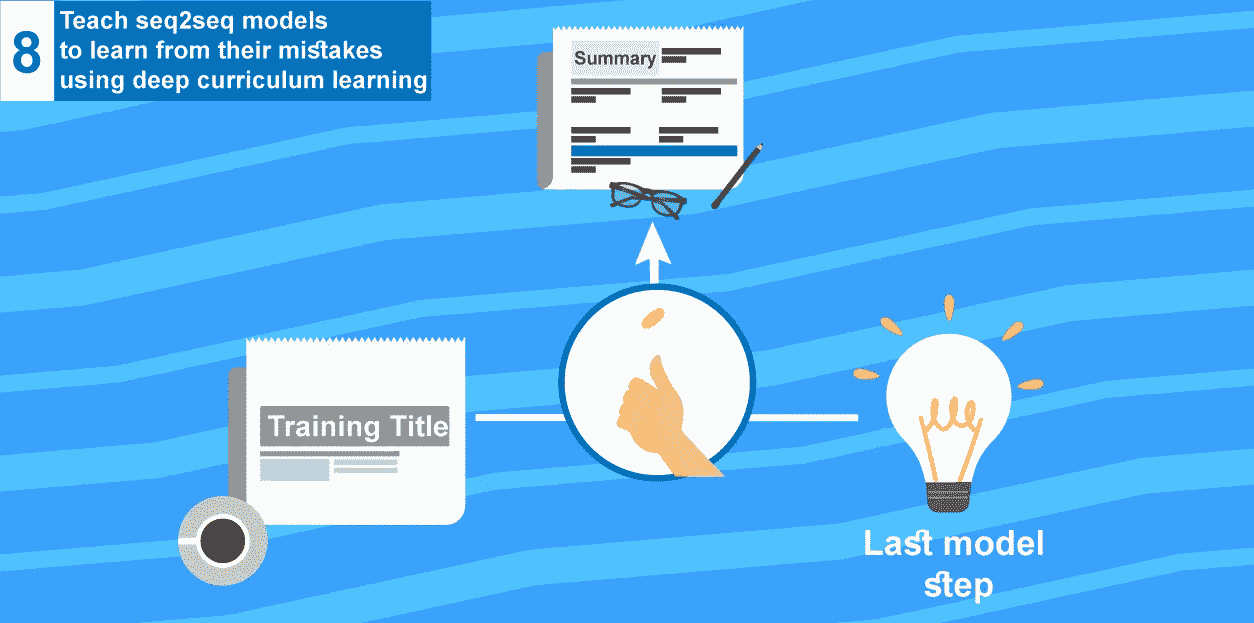 8
Teach seq2seq models
to learn from their mistakes
using deep curriculum learning
Summary
Training Title
Last model
step